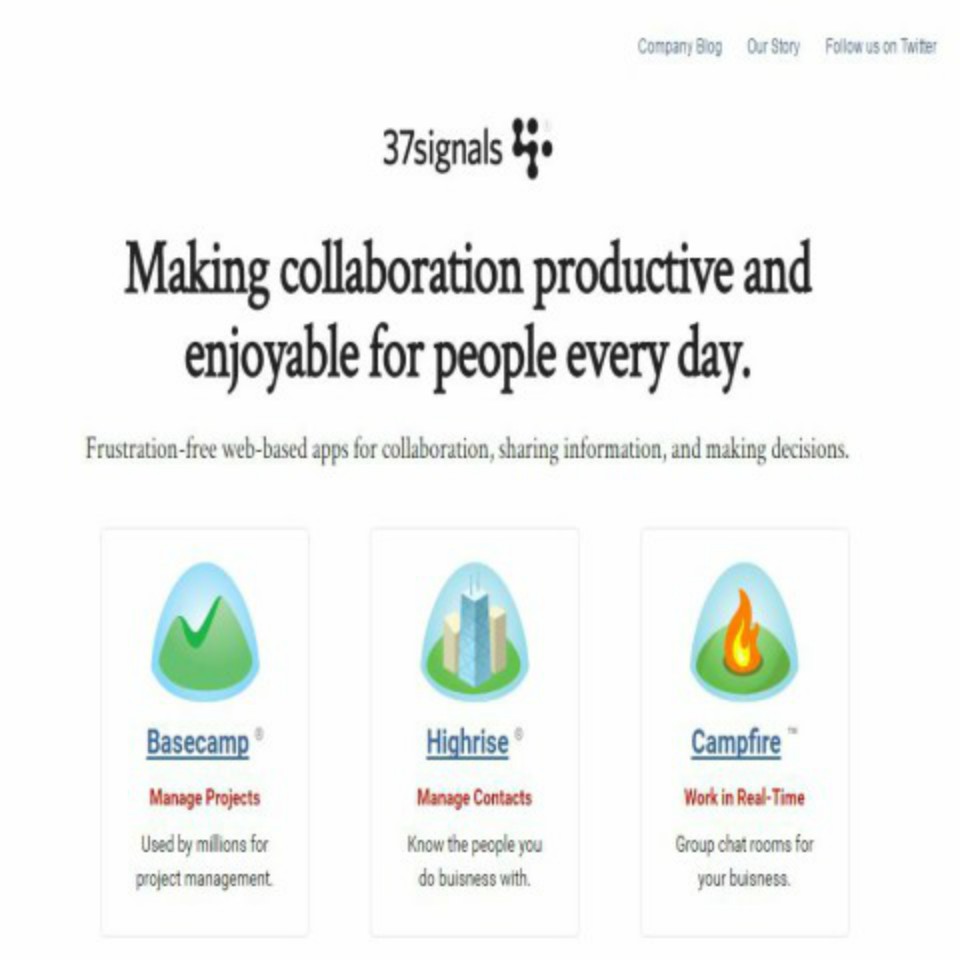 Company Blog Our Story Follow us on Twitter
37signals ®
Making collaboration productive and
enjoyable for people every day.
Frustration-free web-based apps for collaboration, sharing information, and making decisions.
Basecamp ®
Manage Projects
Used by millions for
project management.
Highrise ®
Manage Contacts
Know the people you
do buisness with.
Campfire ™
Work in Real-Time
Group chat rooms for
your buisness.